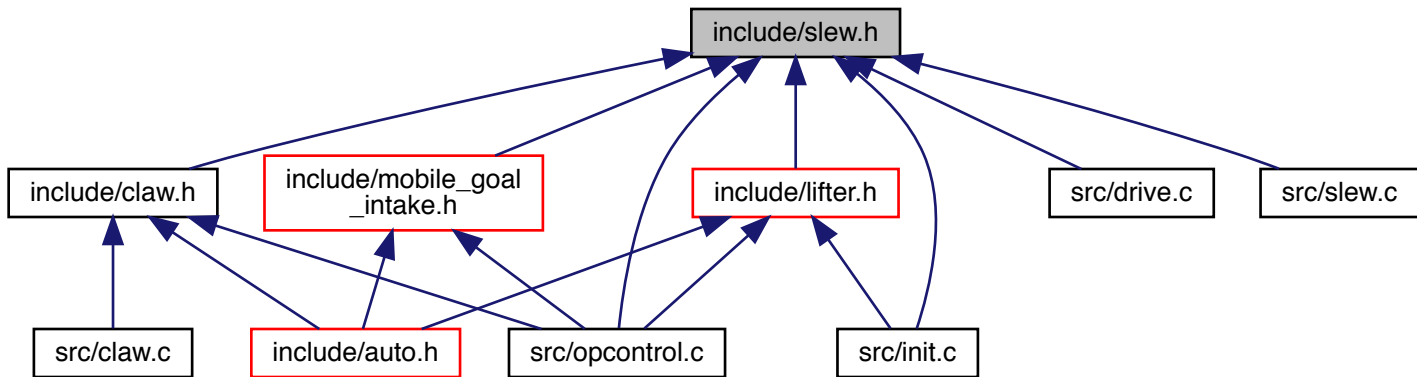 include/slew.h
include/claw.h
include/mobile_goal
_intake.h
include/lifter.h
src/drive.c
src/slew.c
src/claw.c
include/auto.h
src/opcontrol.c
src/init.c